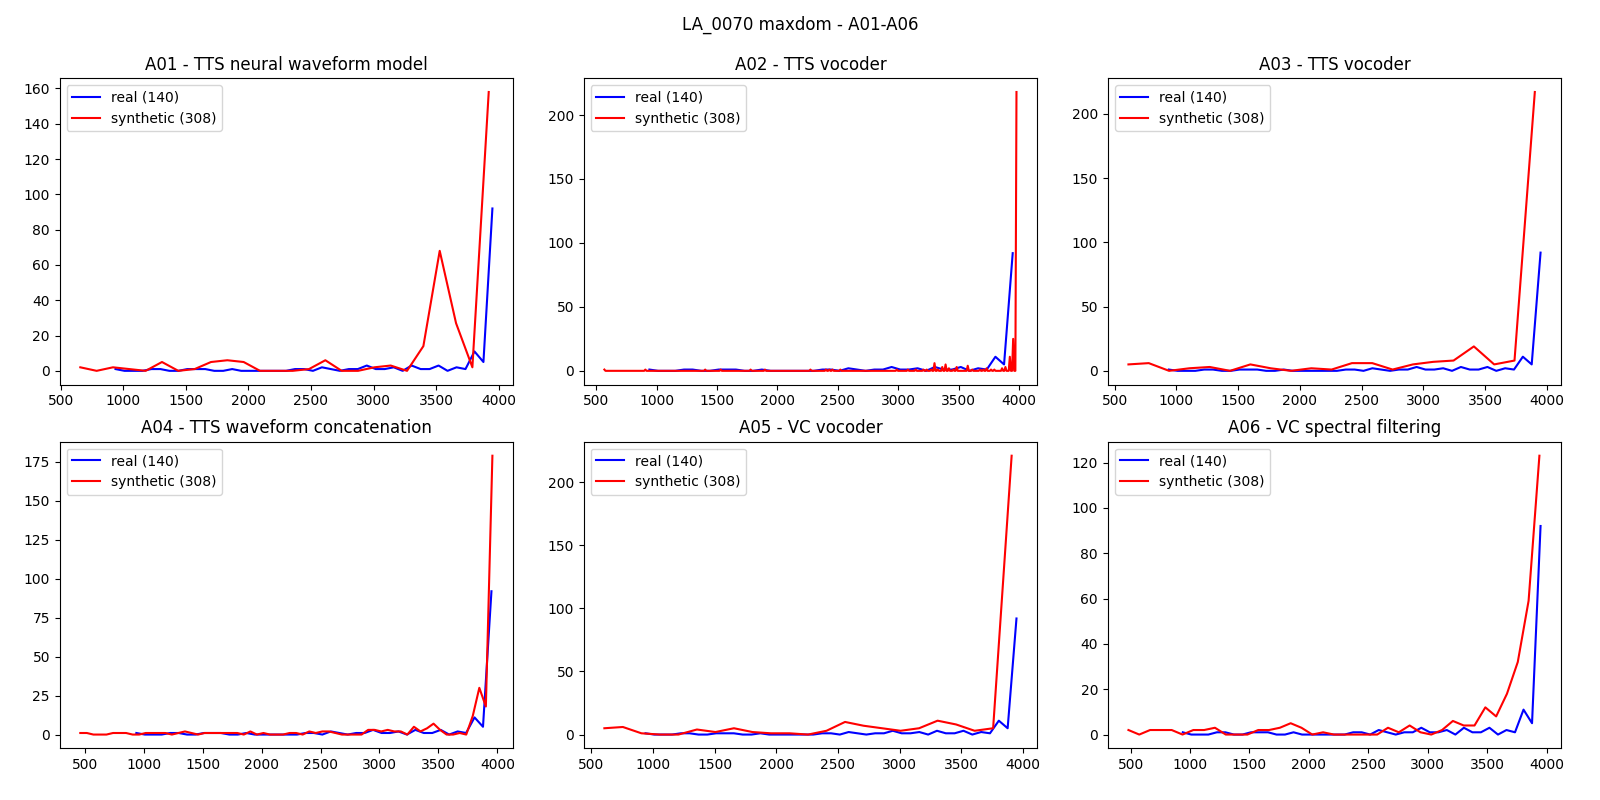 LA_0070 maxdom - A01-A06
A01 - TTS neural waveform model
real (140)
synthetic (308)
160
140
120
100
80
60
40
20
0
500 1000 1500 2000 2500 3000 3500 4000
A02 - TTS vocoder
real (140)
synthetic (308)
200
150
100
50
0
500 1000 1500 2000 2500 3000 3500 4000
A03 - TTS vocoder
real (140)
synthetic (308)
200
150
100
50
0
500 1000 1500 2000 2500 3000 3500 4000
A04 - TTS waveform concatenation
real (140)
synthetic (308)
175
150
125
100
75
50
25
0
500 1000 1500 2000 2500 3000 3500 4000
A05 - VC vocoder
real (140)
synthetic (308)
200
150
100
50
0
500 1000 1500 2000 2500 3000 3500 4000
A06 - VC spectral filtering
real (140)
synthetic (308)
120
100
80
60
40
20
0
500 1000 1500 2000 2500 3000 3500 4000